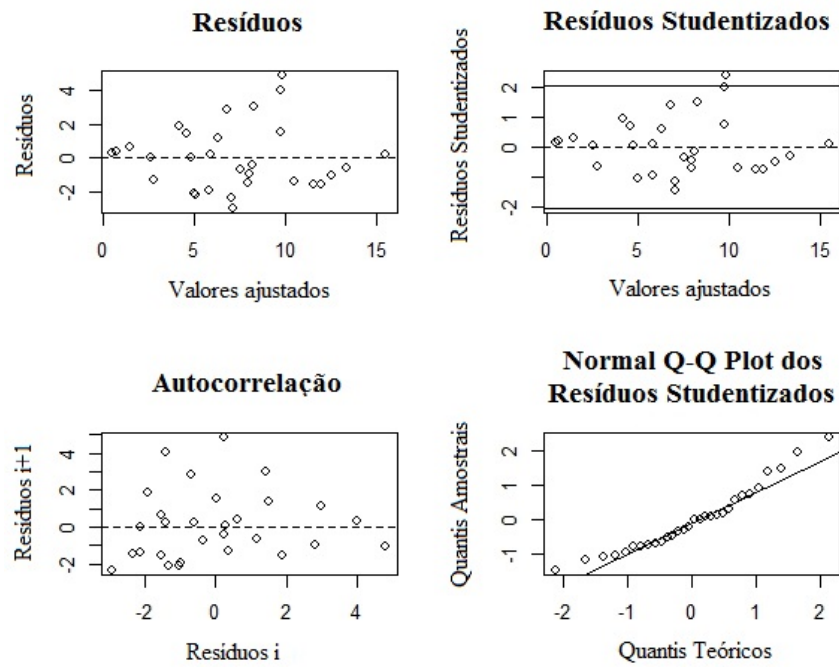 Resíduos
Resíduos
4
2
0
-2
0
5
10
15
Valores ajustados
Resíduos Studentizados
Resíduos Studentizados
2
1
0
-2
0
5
10
15
Valores ajustados
Autocorrelação
Resíduos i+1
4
2
0
-2
-2
0
2
4
Resíduos i
Normal Q-Q Plot dos
Resíduos Studentizados
Quantis Amostrais
2
1
0
-1
-2
-1
0
1
2
Quantis Teóricos